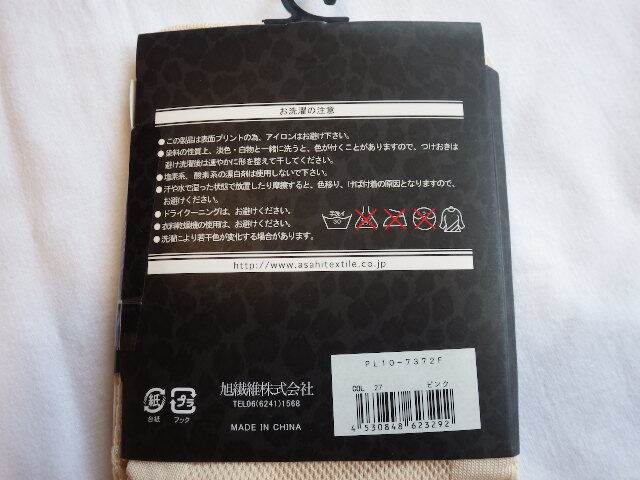 お洗濯の注意
●この製品は表面プリントの為、アイロンはお避け下さい。
●染料の性質上、淡色・白物と一緒に洗うと、色が付くことがありますので、つけおきは
避け洗濯後は速やかに形を整えて干してください。
●塩素系、酸素系の漂白剤は使用しないで下さい。
●汗や水で湿った状態で放置したり摩擦すると、色移り、けば付着の原因となりますので、
お避けください。
●ドライクーニングは、お避けください。
●衣料乾燥機の使用は、お避けください。
●洗濯により若干色が変化する場合があります。
手洗イ
30
http://www.asahitextile.co.jp
PL10-7372F
COL 27 ピンク
4 530848 623292
旭繊維株式会社
TEL06(6241)1568
MADE IN CHINA
紙
台紙
プラ
フック